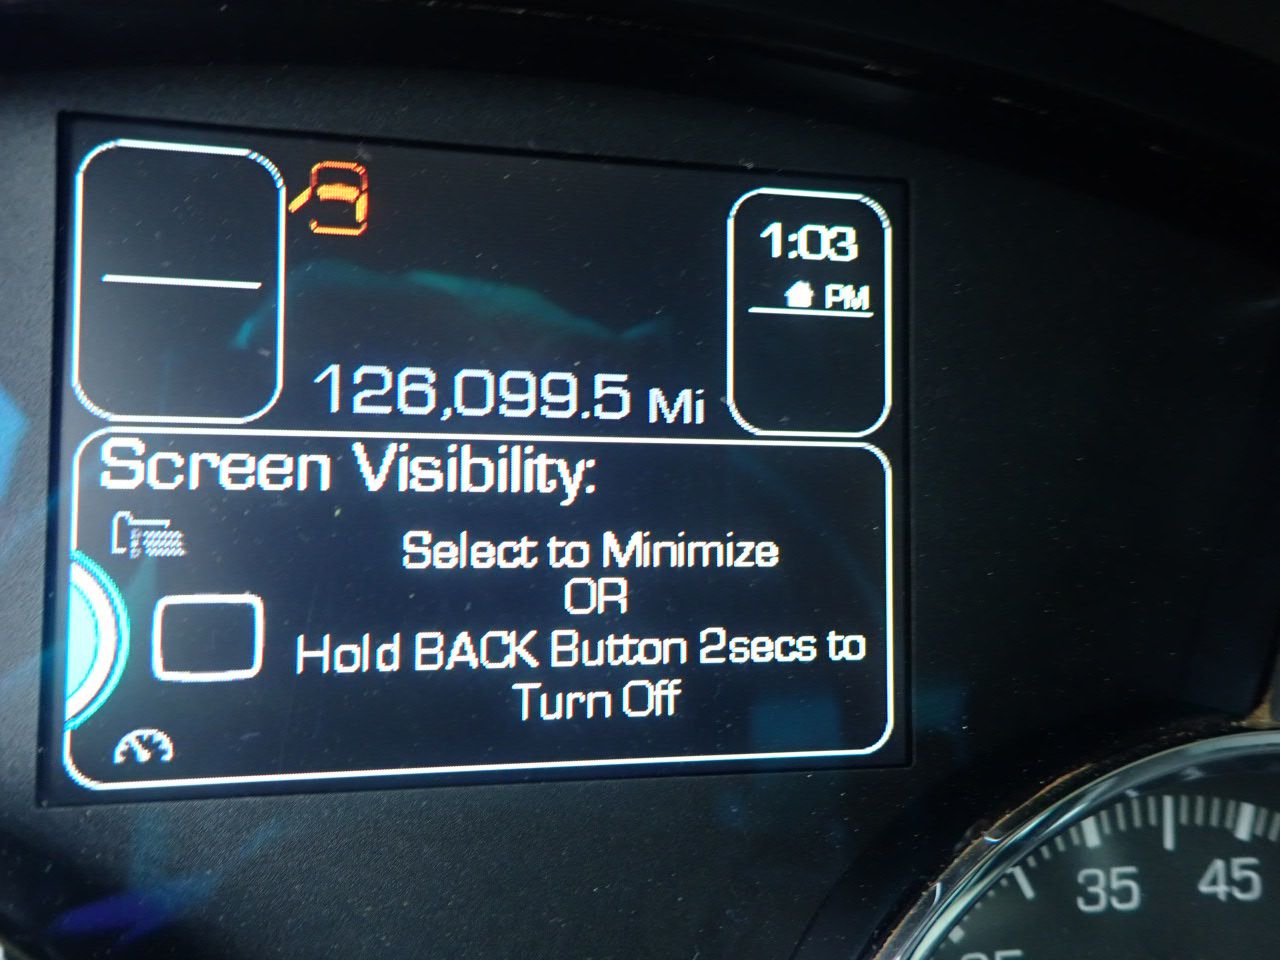 1:03
PM
126,099.5 Mi
Screen Visibility:
Select to Minimize
OR
Hold BACK Button 2secs to
Turn Off
35
45